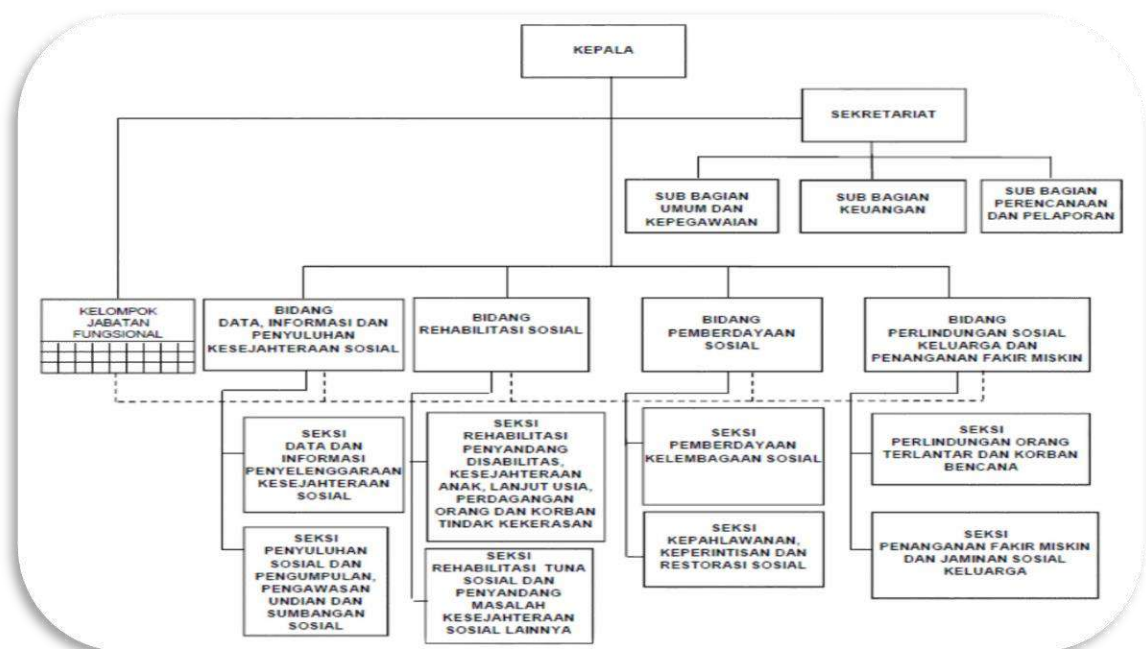 KEPALA
SEKRETARIAT
SUB BAGIAN
UMUM DAN
KEPEGAWAIAN
SUB BAGIAN
KEUANGAN
SUB BAGIAN
PERENCANAAN
DAN PELAPORAN
KELOMPOK
JABATAN
FUNGSIONAL
BIDANG
DATA, INFORMASI DAN
PENYULUHAN
KESEJAHTERAAN SOSIAL
BIDANG
REHABILITASI SOSIAL
BIDANG
PEMBERDAYAAN
SOSIAL
BIDANG
PERLINDUNGAN SOSIAL
KELUARGA DAN
PENANGANAN FAKIR MISKIN
SEKSI
DATA DAN
INFORMASI
PENYELENGGARAAN
KESEJAHTERAAN
SOSIAL
SEKSI
REHABILITASI
PENYANDANG
DISABILITAS,
KESEJAHTERAAN
ANAK, LANJUT USIA,
PERDAGANGAN
ORANG DAN KORBAN
TINDAK KEKERASAN
SEKSI
PEMBERDAYAAN
KELEMBAGAAN SOSIAL
SEKSI
PERLINDUNGAN ORANG
TERLANTAR DAN KORBAN
BENCANA
SEKSI
PENYULUHAN
SOSIAL DAN
PENGUMPULAN,
PENGAWASAN
UNDIAN DAN
SUMBANGAN
SOSIAL
SEKSI
REHABILITASI TUNA
SOSIAL DAN
PENYANDANG
MASALAH
KESEJAHTERAAN
SOSIAL LAINNYA
SEKSI
KEPAHLAWANAN,
KEPERINTISAN DAN
RESTORASI SOSIAL
SEKSI
PENANGANAN FAKIR MISKIN
DAN JAMINAN SOSIAL
KELUARGA